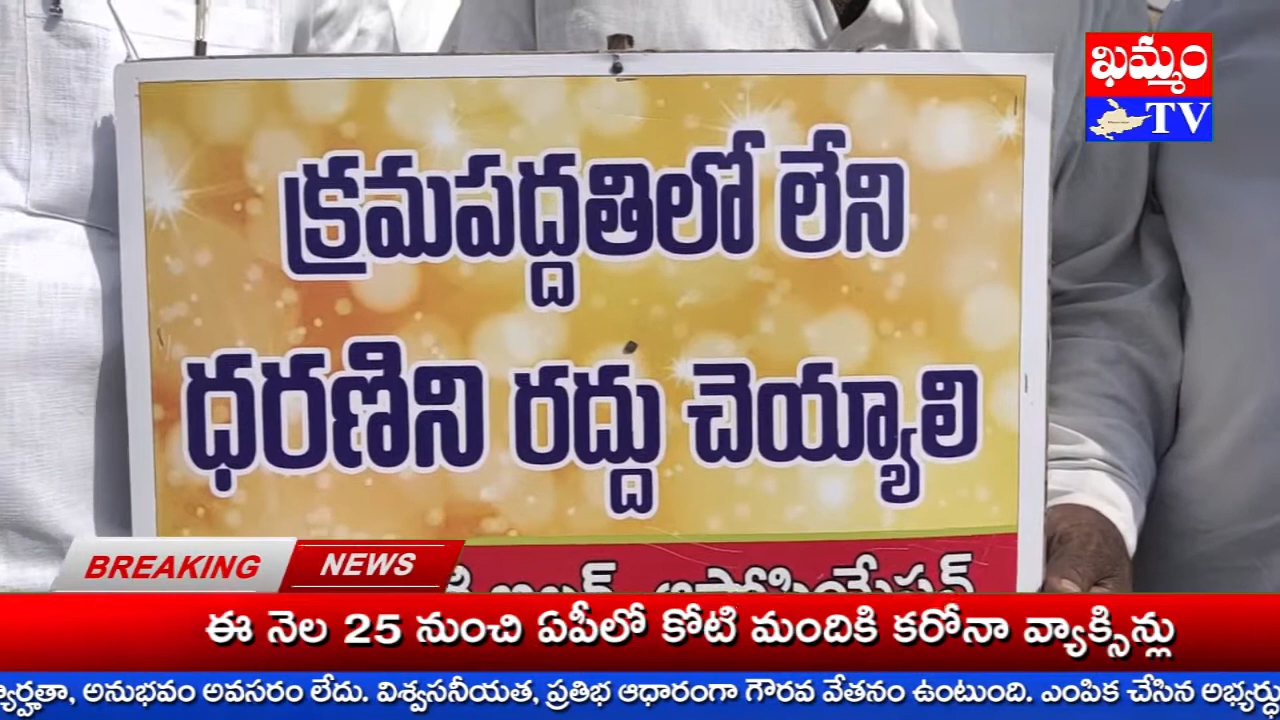 ఖమ్మం
TV
క్రమపద్దతిలో లేని
ధరణిని రద్దు చెయ్యాలి
BREAKING NEWS
ఈ నెల 25 నుంచి ఏపీలో కోటి మందికి కరోనా వ్యాక్సిన్లు
అనుభవం అవసరం లేదు. విశ్వసనీయత, ప్రతిభ ఆధారంగా గౌరవ వేతనం ఉంటుంది. ఎంపిక చేసిన